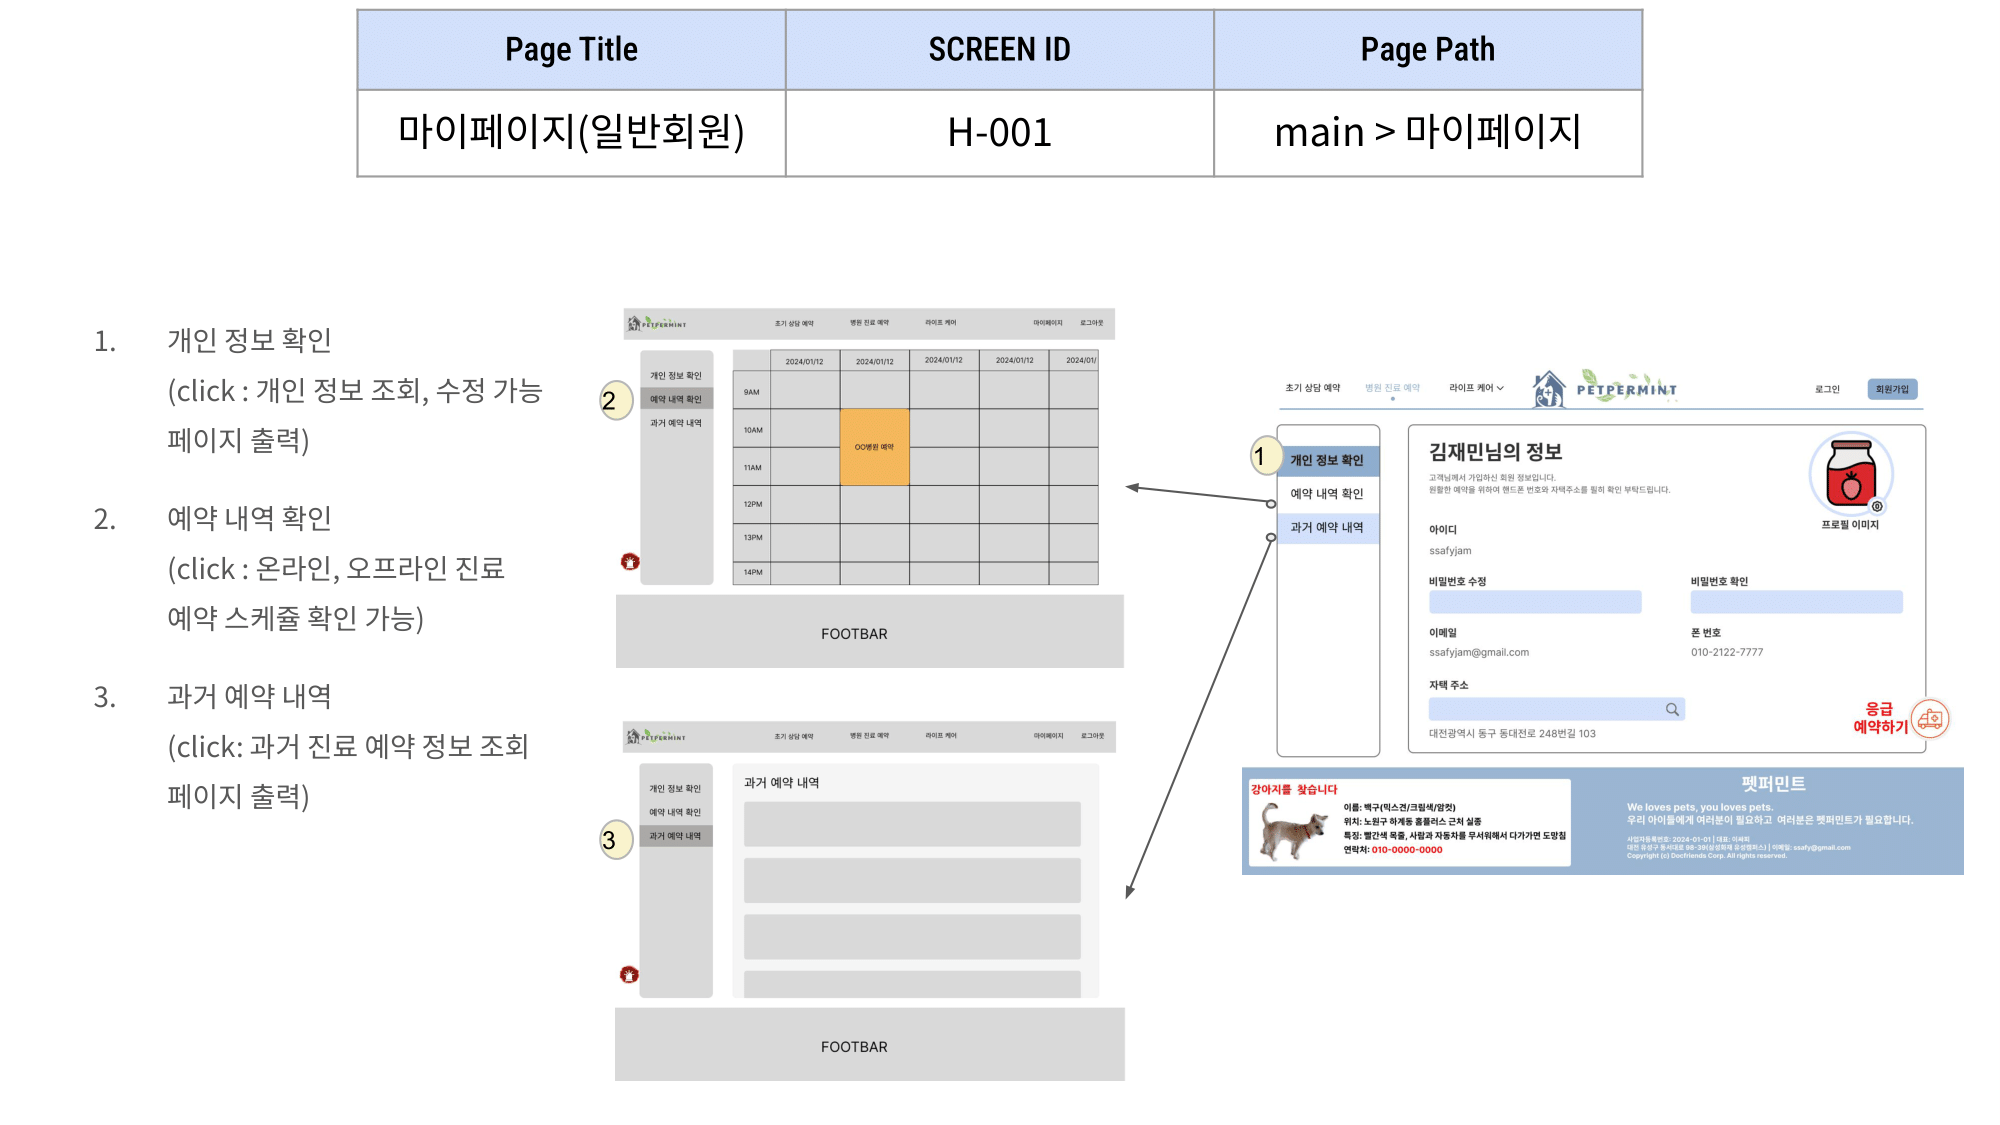 Page Title
SCREEN ID
Page Path
마이페이지(일반회원)
H-001
main > 마이페이지
1. 개인 정보 확인
(click : 개인 정보 조회, 수정 가능
페이지 출력)
2. 예약 내역 확인
(click : 온라인, 오프라인 진료
예약 스케쥴 확인 가능)
3. 과거 예약 내역
(click: 과거 진료 예약 정보 조회
페이지 출력)
PETPERMINT
초기 상담 예약
병원 진료 예약
라이프 케어
마이페이지
로그아웃
2
개인 정보 확인
예약 내역 확인
과거 예약 내역
2024/01/12
2024/01/12
2024/01/12
2024/01/12
2024/01/
9AM
10AM
11AM
12PM
13PM
14PM
OO병원 예약
FOOTBAR
PETPERMINT
초기 상담 예약
병원 진료 예약
라이프 케어
마이페이지
로그아웃
3
개인 정보 확인
예약 내역 확인
과거 예약 내역
과거 예약 내역
FOOTBAR
초기 상담 예약
병원 진료 예약
라이프 케어
PETPERMINT
로그인
회원가입
1
개인 정보 확인
예약 내역 확인
과거 예약 내역
김재민님의 정보
고객님께서 가입하신 회원 정보입니다.
원활한 예약을 위하여 핸드폰 번호와 자택주소를 필히 확인 부탁드립니다.
프로필 이미지
아이디
ssafyjam
비밀번호 수정
비밀번호 확인
이메일
ssafyjam@gmail.com
폰 번호
010-2122-7777
자택 주소
대전광역시 동구 동대전로 248번길 103
응급
예약하기
강아지를 찾습니다
이름: 백구(믹스견/크림색/암컷)
위치: 노원구 하계동 홈플러스 근처 실종
특징: 빨간색 목줄, 사람과 자동차를 무서워해서 다가가면 도망침
연락처: 010-0000-0000
펫퍼민트
We loves pets, you loves pets.
우리 아이들에게 여러분이 필요하고 여러분은 펫퍼민트가 필요합니다.
사업자등록번호: 2024-01-01 | 대표: 이세희
대전 유성구 동서대로 98-39(삼성화재 유성캠퍼스) | 이메일: ssafy@gmail.com
Copyright (c) Docfriends Corp. All rights reserved.